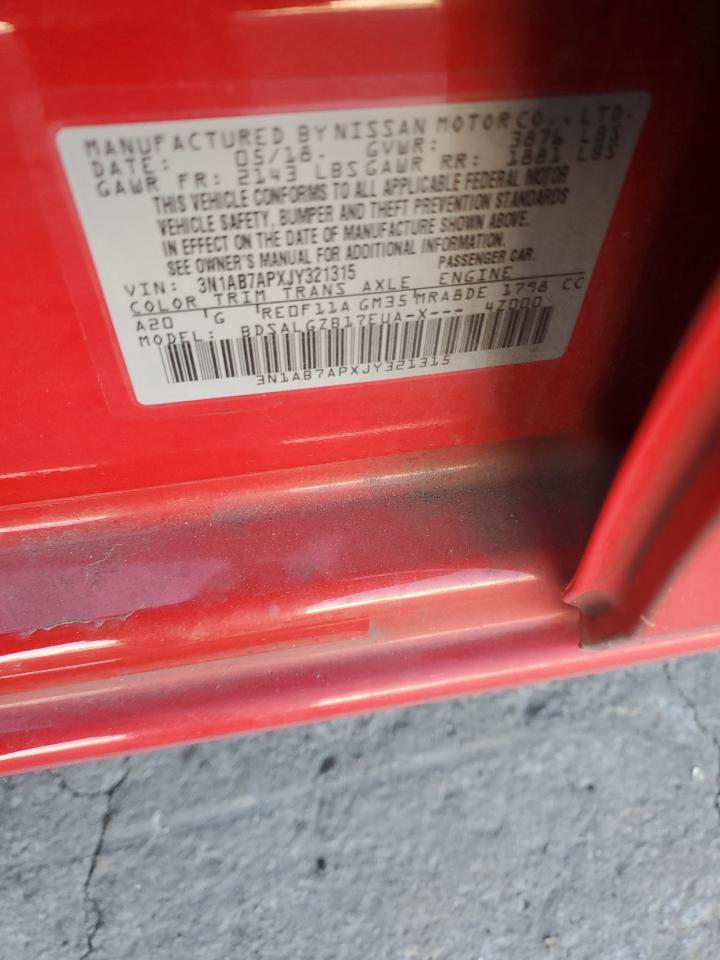 MANUFACTURED BY NISSAN MOTOR CO., LTD.
DATE: 05/18. GVWR: 3876 LBS
GAWR FR: 2143 LBS GAWR RR: 1881 LBS
THIS VEHICLE CONFORMS TO ALL APPLICABLE FEDERAL MOTOR
VEHICLE SAFETY, BUMPER AND THEFT PREVENTION STANDARDS
IN EFFECT ON THE DATE OF MANUFACTURE SHOWN ABOVE.
SEE OWNER'S MANUAL FOR ADDITIONAL INFORMATION.
VIN: 3N1AB7APXJY321315 PASSENGER CAR.
COLOR TRIM TRANS AXLE ENGINE
A20 G RE0F11A GM35 MRA8DE 1798 CC
MODEL: BDSALGZB17EUA-X--- 4Z000
3N1AB7APXJY321315